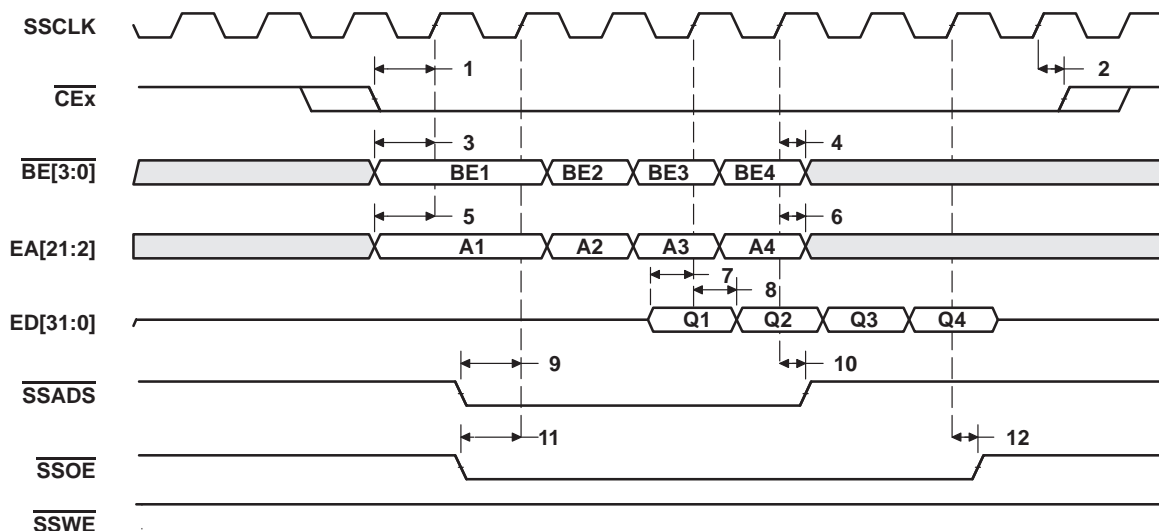 SSCLK
1
2
CEx
3
4
BE[3:0]
BE1
BE2
BE3
BE4
5
6
EA[21:2]
A1
A2
A3
A4
7
8
ED[31:0]
Q1
Q2
Q3
Q4
9
10
SSADS
11
12
SSOE
SSWE